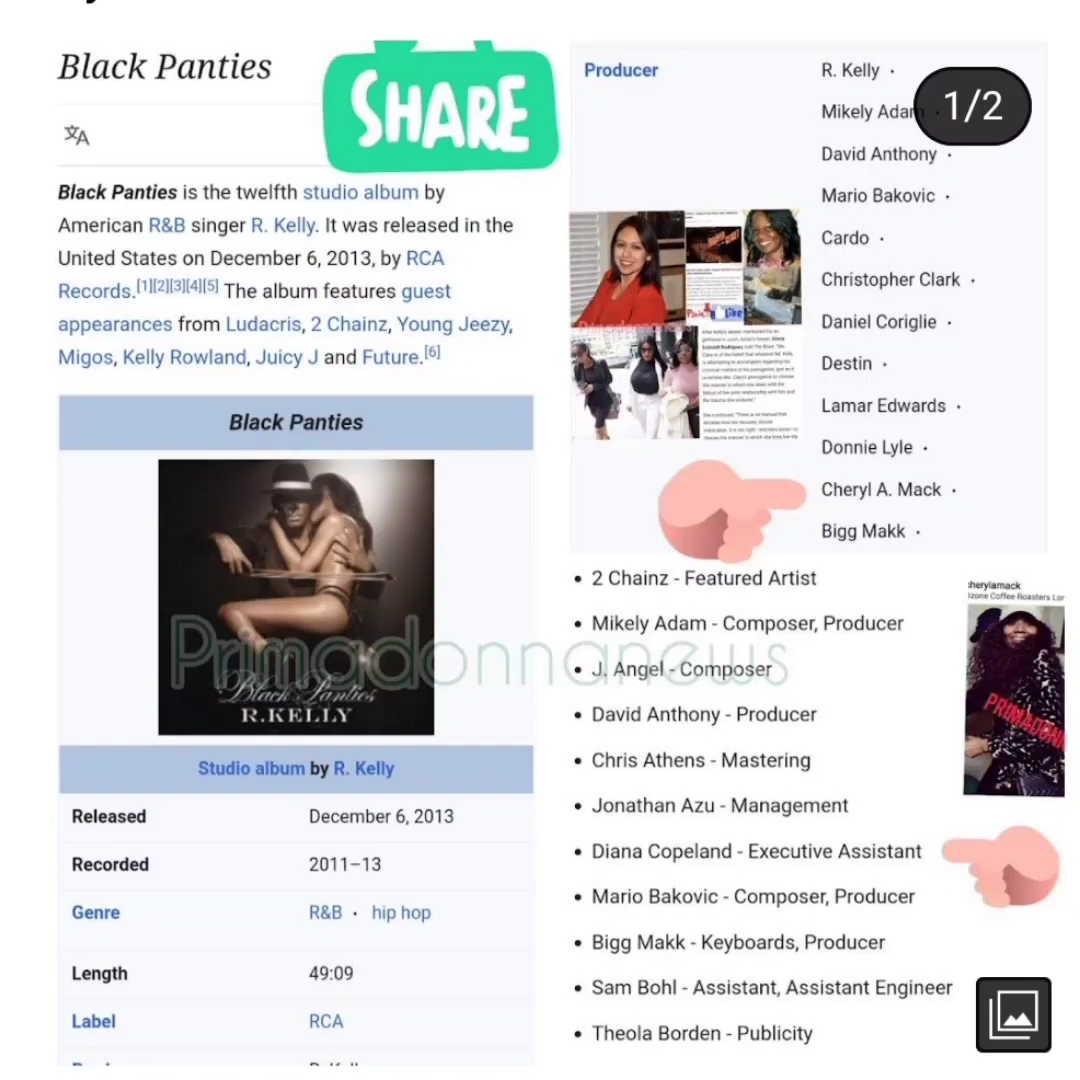 Black Panties
SHARE
Black Panties is the twelfth studio album by
American R&B singer R. Kelly. It was released in the
United States on December 6, 2013, by RCA
Records.[1][2][3][4][5] The album features guest
appearances from Ludacris, 2 Chainz, Young Jeezy,
Migos, Kelly Rowland, Juicy J and Future.[6]
Black Panties
Black Panties
R.KELLY
Primadonnanews
Studio album by R. Kelly
Released December 6, 2013
Recorded 2011–13
Genre R&B · hip hop
Length 49:09
Label RCA
1/2
Producer R. Kelly ·
Mikely Adam ·
David Anthony ·
Mario Bakovic ·
Cardo ·
Christopher Clark ·
Daniel Coriglie ·
Destin ·
Lamar Edwards ·
Donnie Lyle ·
Cheryl A. Mack ·
Bigg Makk ·
Like
• 2 Chainz - Featured Artist
• Mikely Adam - Composer, Producer
• J. Angel - Composer
• David Anthony - Producer
• Chris Athens - Mastering
• Jonathan Azu - Management
• Diana Copeland - Executive Assistant
• Mario Bakovic - Composer, Producer
• Bigg Makk - Keyboards, Producer
• Sam Bohl - Assistant, Assistant Engineer
• Theola Borden - Publicity
cherylamack
Coffee Roasters